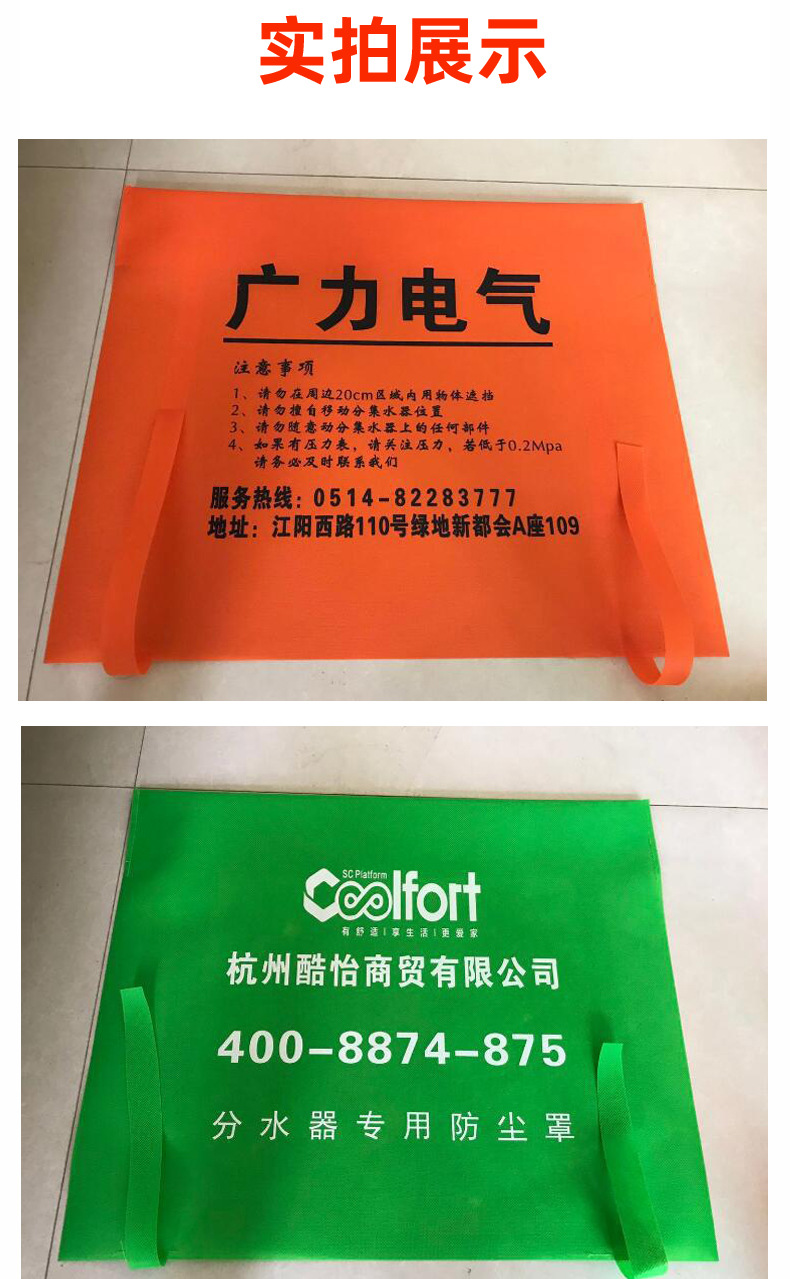 实拍展示
广力电气
注意事项
1、请勿在周边20cm区域内用物体遮挡
2、请勿擅自移动分集水器位置
3、请勿随意动分集水器上的任何部件
4、如果有压力表，请关注压力，若低于0.2Mpa
请务必及时联系我们
服务热线：0514-82283777
地址：江阳西路110号绿地新都会A座109
SC Platform
Coolfort
有舒适|享生活|更爱家
杭州酷怡商贸有限公司
400-8874-875
分水器专用防尘罩